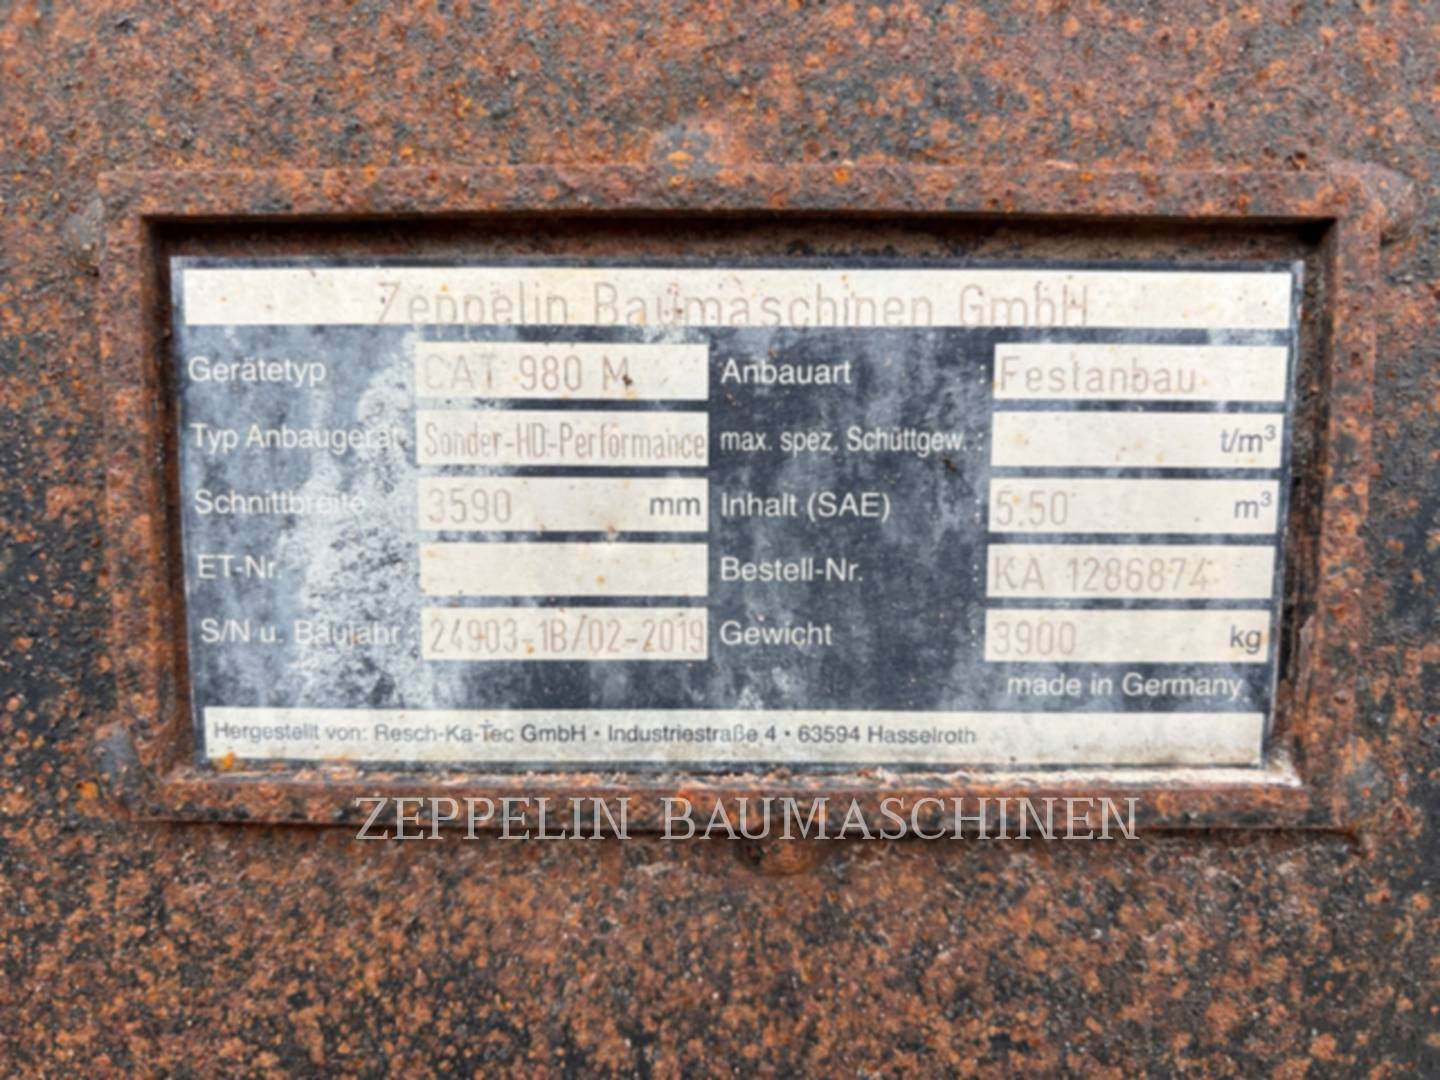 Zeppelin Baumaschinen GmbH
Gerätetyp : CAT 980 M Anbauart : Festanbau
Typ Anbaugerät : Sonder-HD-Performance max. spez. Schüttgew. : t/m³
Schnittbreite : 3590 mm Inhalt (SAE) : 5.50 m³
ET-Nr. : Bestell-Nr. : KA 1286874
S/N u. Baujahr : 24903-1B/02-2019 Gewicht : 3900 kg
made in Germany
Hergestellt von: Resch-Ka-Tec GmbH • Industriestraße 4 • 63594 Hasselroth
ZEPPELIN BAUMASCHINEN